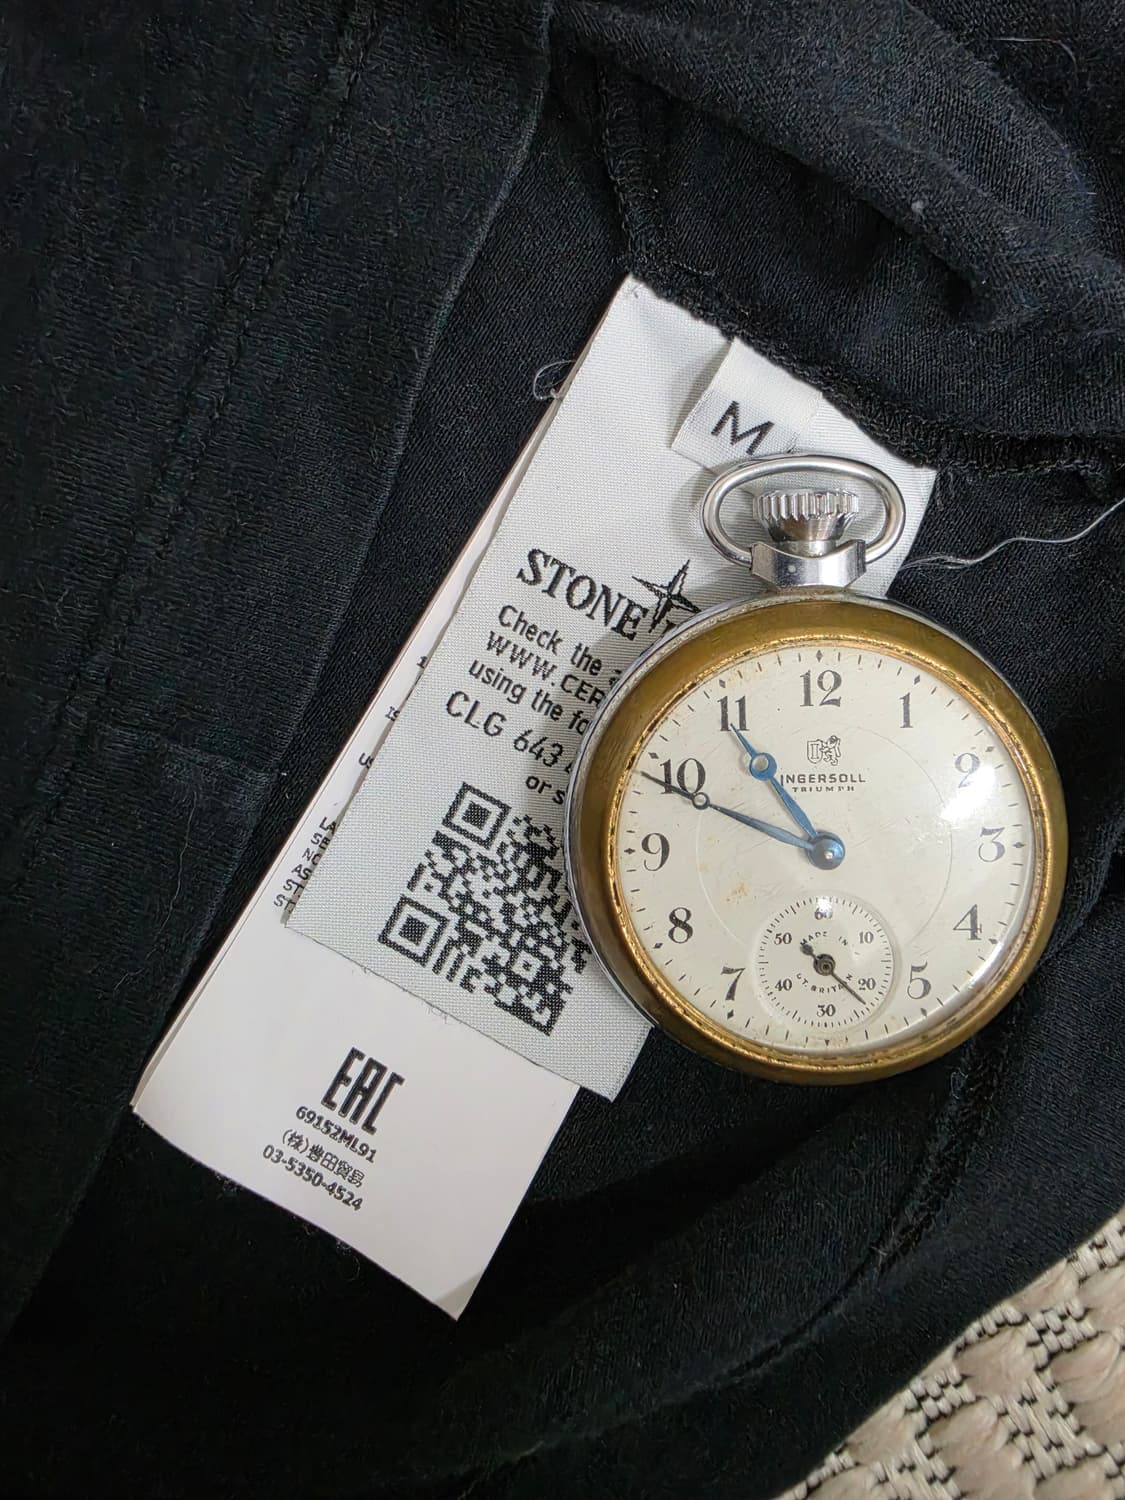 M
STONE
Check the
WWW.CER
using the fo
CLG 643
or s
EAC
69152ML91
(株)豊田貿易
03-5350-4524
12
11
1
10
2
9
3
8
4
7
5
INGERSOLL
TRIUMPH
60
50
10
40
20
30
MADE IN
GT. BRITAIN